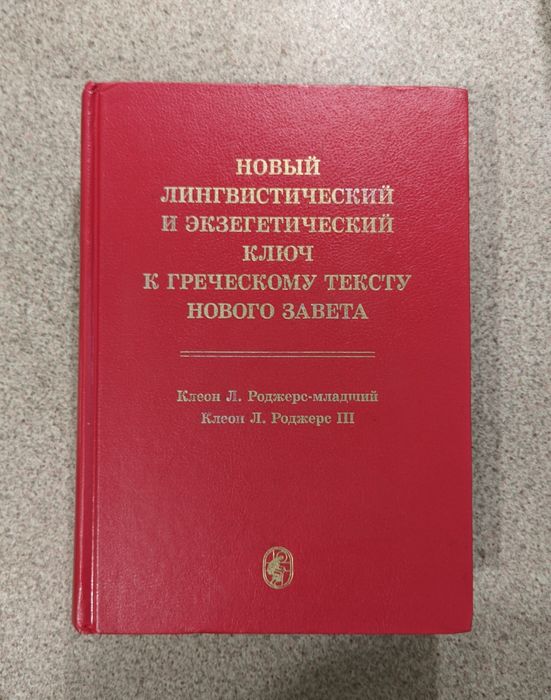 НОВЫЙ
ЛИНГВИСТИЧЕСКИЙ
И ЭКЗЕГЕТИЧЕСКИЙ
КЛЮЧ
К ГРЕЧЕСКОМУ ТЕКСТУ
НОВОГО ЗАВЕТА
Клеон Л. Роджерс-младший
Клеон Л. Роджерс III